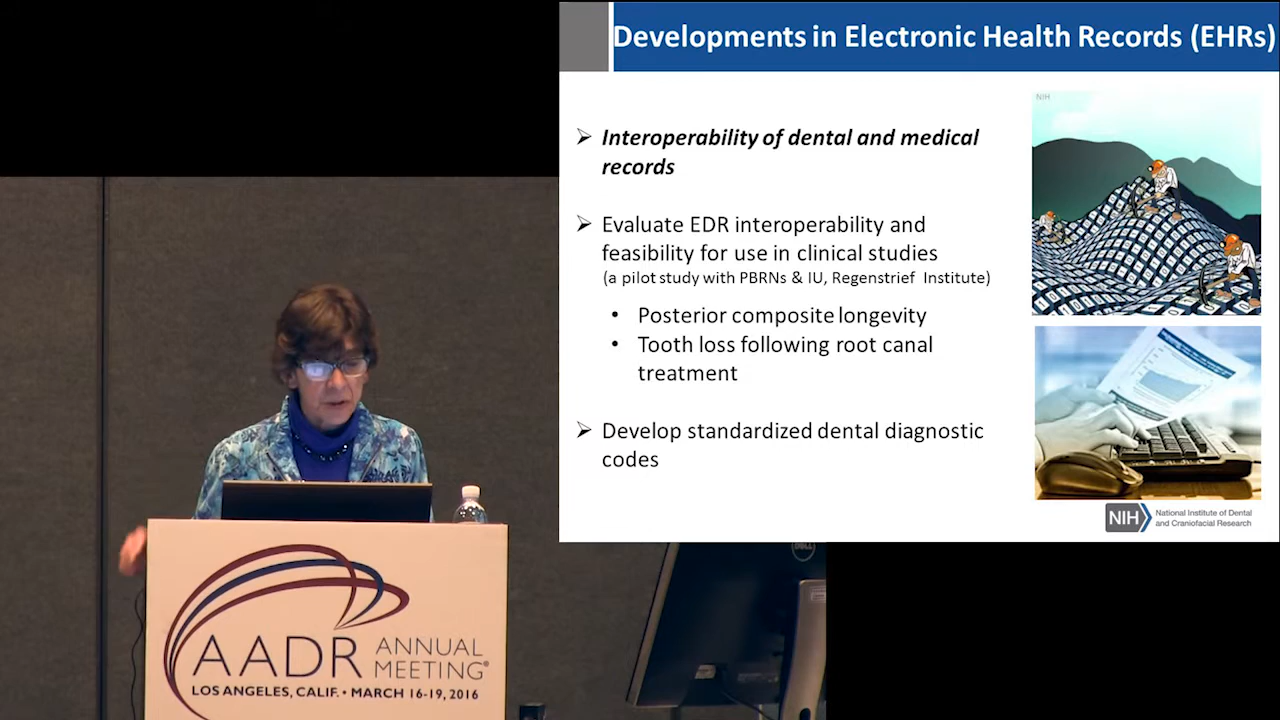 Developments in Electronic Health Records (EHRs)
NIH
➢ Interoperability of dental and medical
records
➢ Evaluate EDR interoperability and
feasibility for use in clinical studies
(a pilot study with PBRNs & IU, Regenstrief Institute)
• Posterior composite longevity
• Tooth loss following root canal
treatment
➢ Develop standardized dental diagnostic
codes
NIH National Institute of Dental
and Craniofacial Research
DELL
AADR ANNUAL
MEETING®
LOS ANGELES, CALIF. • MARCH 16-19, 2016